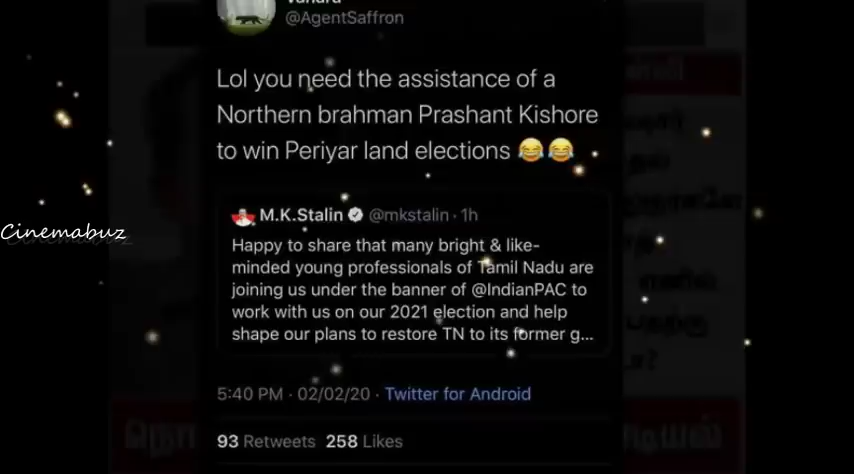 @AgentSaffron
Lol you need the assistance of a
Northern brahman Prashant Kishore
to win Periyar land elections 😂😂
M.K.Stalin @mkstalin · 1h
Happy to share that many bright & like-
minded young professionals of Tamil Nadu are
joining us under the banner of @IndianPAC to
work with us on our 2021 election and help
shape our plans to restore TN to its former g...
Cinemabuz
5:40 PM · 02/02/20 · Twitter for Android
93 Retweets 258 Likes